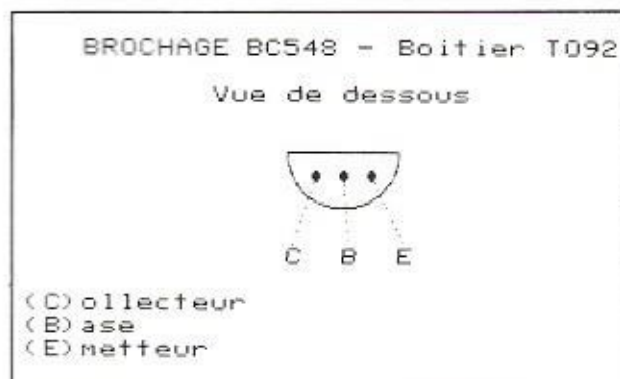 BROCHAGE BC548 - Boitier TO92
Vue de dessous
C B E
(C)ollecteur
(B)ase
(E)metteur